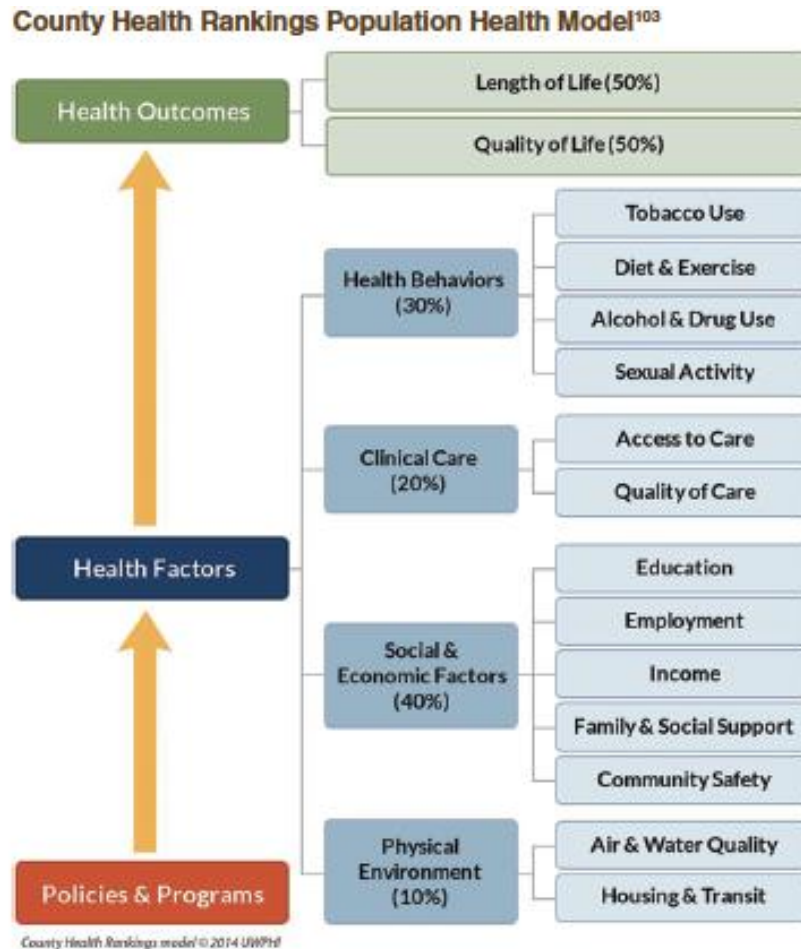 County Health Rankings Population Health Model¹⁰³
Health Outcomes
Length of Life (50%)
Quality of Life (50%)
Health Factors
Health Behaviors
(30%)
Tobacco Use
Diet & Exercise
Alcohol & Drug Use
Sexual Activity
Clinical Care
(20%)
Access to Care
Quality of Care
Social &
Economic Factors
(40%)
Education
Employment
Income
Family & Social Support
Community Safety
Physical
Environment
(10%)
Air & Water Quality
Housing & Transit
Policies & Programs
County Health Rankings model © 2014 UWPHI